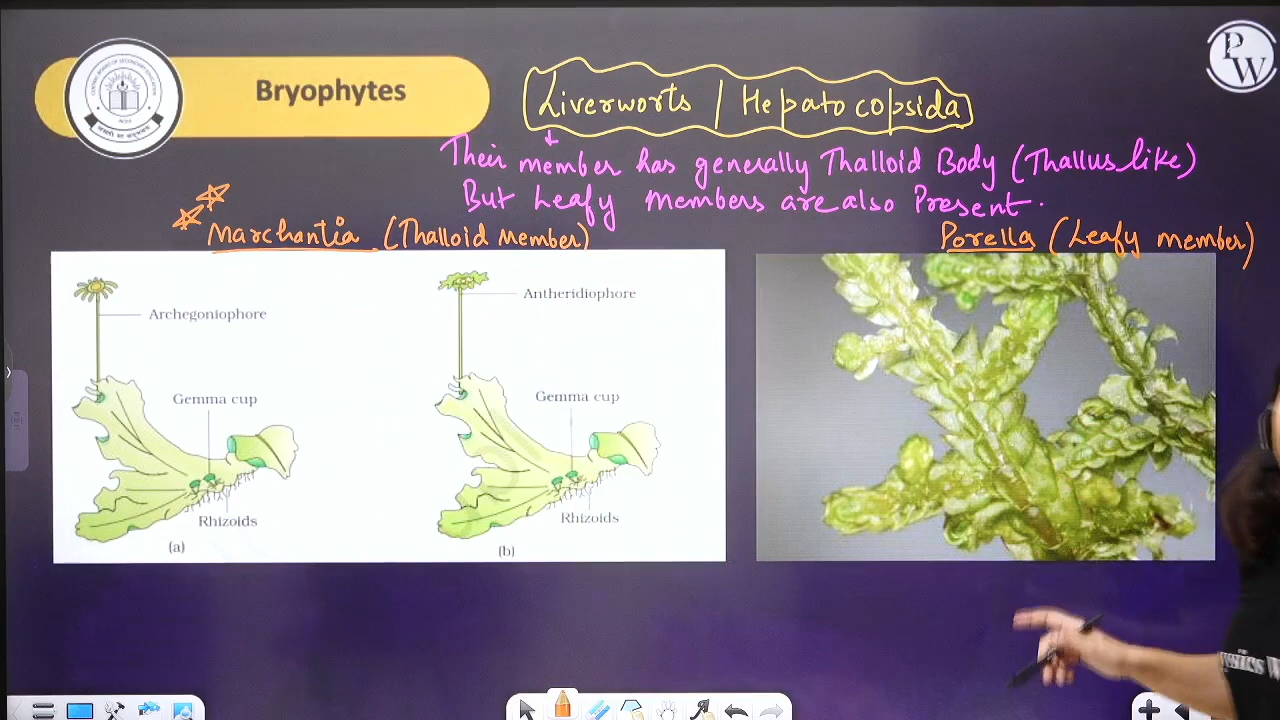 Bryophytes
Liverworts / Hepatocopsida
PW
Their member has generally Thalloid Body (Thallus like)
But Leafy members are also Present.
Marchantia (Thalloid Member)
Porella (Leafy member)
Archegoniophore
Antheridiophore
Gemma cup
Gemma cup
Rhizoids
Rhizoids
(a)
(b)